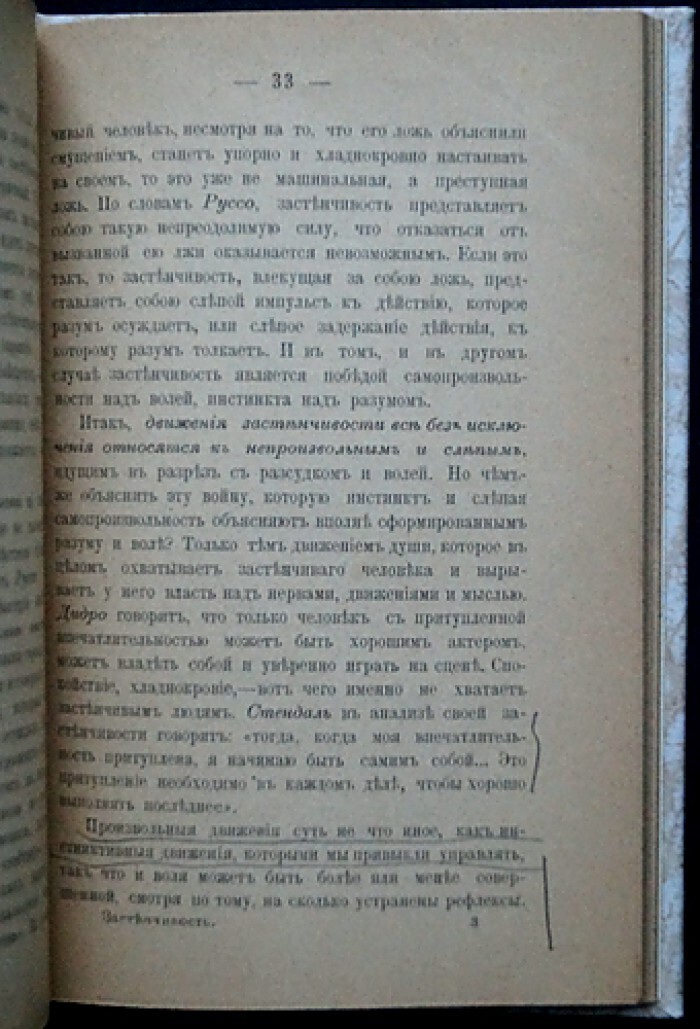 — 33 —
чивый человѣкъ, несмотря на то, что его ложь объяснили
смущеніемъ, станетъ упорно и хладнокровно настаивать
на своемъ, то это уже не машинальная, а преступная
ложь. По словамъ Руссо, застѣнчивость представляетъ
собою такую непреодолимую силу, что отказаться отъ
вызванной ею лжи оказывается невозможнымъ. Если это
такъ, то застѣнчивость, влекущая за собою ложь, пред-
ставляетъ собою слѣпой импульсъ къ дѣйствію, которое
разумъ осуждаетъ, или слѣпое задержаніе дѣйствія, къ
которому разумъ толкаетъ. И въ томъ, и въ другомъ
случаѣ застѣнчивость является побѣдой самопроизволь-
ности надъ волей, инстинкта надъ разумомъ.
Итакъ, движенія застѣнчивости всѣ безъ исклю-
ченія относятся къ непроизвольнымъ и слѣпымъ,
идущимъ въ разрѣзъ съ разсудкомъ и волей. Но чѣмъ-
же объяснить эту войну, которую инстинктъ и слѣпая
самопроизвольность объясняютъ вполнѣ сформированнымъ
разуму и волѣ? Только тѣмъ движеніемъ души, которое въ
цѣломъ охватываетъ застѣнчиваго человѣка и выры-
ваетъ у него власть надъ нервами, движеніями и мыслью.
Дидро говоритъ, что только человѣкъ съ притупленной
впечатлительностью можетъ быть хорошимъ актеромъ,
можетъ владѣть собой и увѣренно играть на сценѣ. Спо-
койствіе, хладнокровіе,—вотъ чего именно не хватаетъ
застѣнчивымъ людямъ. Стендаль въ анализѣ своей за-
стѣнчивости говоритъ: «тогда, когда моя впечатлитель-
ность притуплена, я начинаю быть самимъ собой... Это
притупленіе необходимо въ каждомъ дѣлѣ, чтобы хорошо
выполнять послѣднее».
Произвольныя движенія суть не что иное, какъ ин-
стинктивныя движенія, которыми мы привыкли управлять,
такъ что и воля можетъ быть болѣе или менѣе совер-
шенной, смотря по тому, на сколько устранены рефлексы.
Застѣнчивость. 3